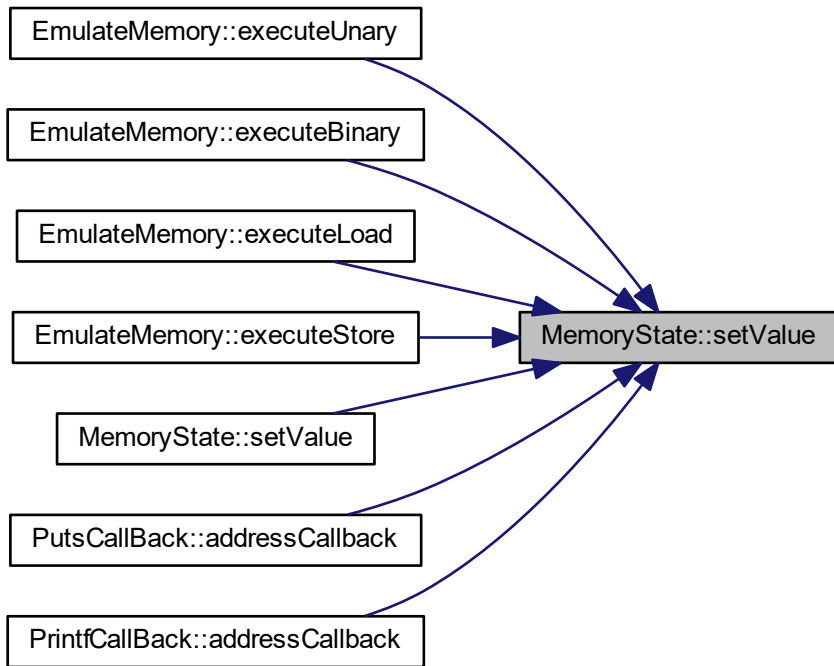 EmulateMemory::executeUnary
EmulateMemory::executeBinary
EmulateMemory::executeLoad
EmulateMemory::executeStore
MemoryState::setValue
MemoryState::setValue
PutsCallBack::addressCallback
PrintfCallBack::addressCallback